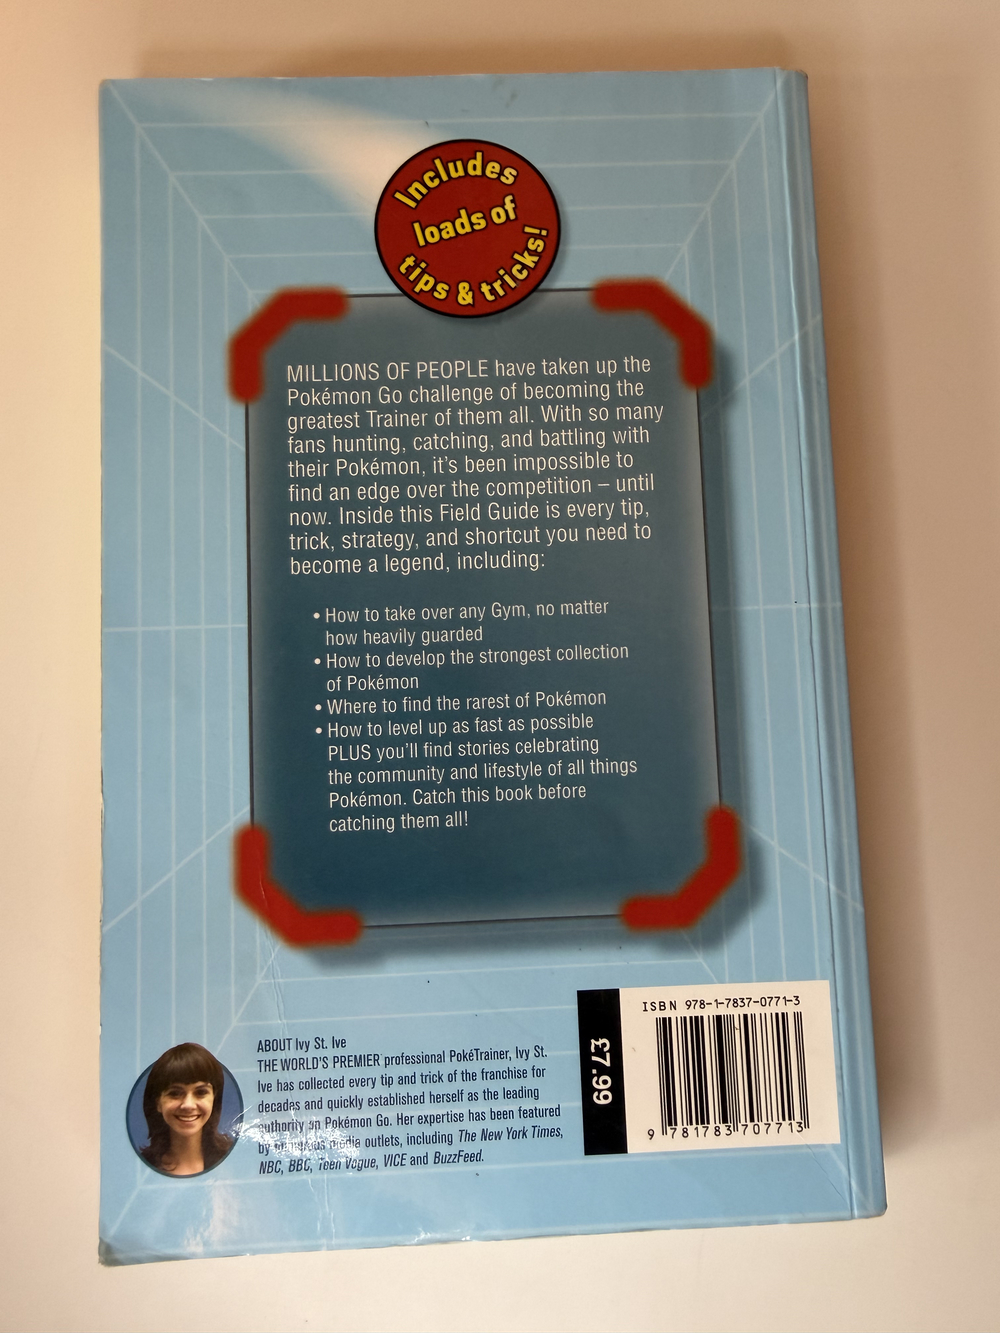 Includes
loads of
tips & tricks!
MILLIONS OF PEOPLE have taken up the
Pokémon Go challenge of becoming the
greatest Trainer of them all. With so many
fans hunting, catching, and battling with
their Pokémon, it's been impossible to
find an edge over the competition – until
now. Inside this Field Guide is every tip,
trick, strategy, and shortcut you need to
become a legend, including:
• How to take over any Gym, no matter
how heavily guarded
• How to develop the strongest collection
of Pokémon
• Where to find the rarest of Pokémon
• How to level up as fast as possible
PLUS you'll find stories celebrating
the community and lifestyle of all things
Pokémon. Catch this book before
catching them all!
ABOUT Ivy St. Ive
THE WORLD'S PREMIER professional PokéTrainer, Ivy St.
Ive has collected every tip and trick of the franchise for
decades and quickly established herself as the leading
authority on Pokémon Go. Her expertise has been featured
by media outlets, including The New York Times,
NBC, BBC, Teen Vogue, VICE and BuzzFeed.
£7.99
ISBN 978-1-7837-0771-3
9 781783 707713